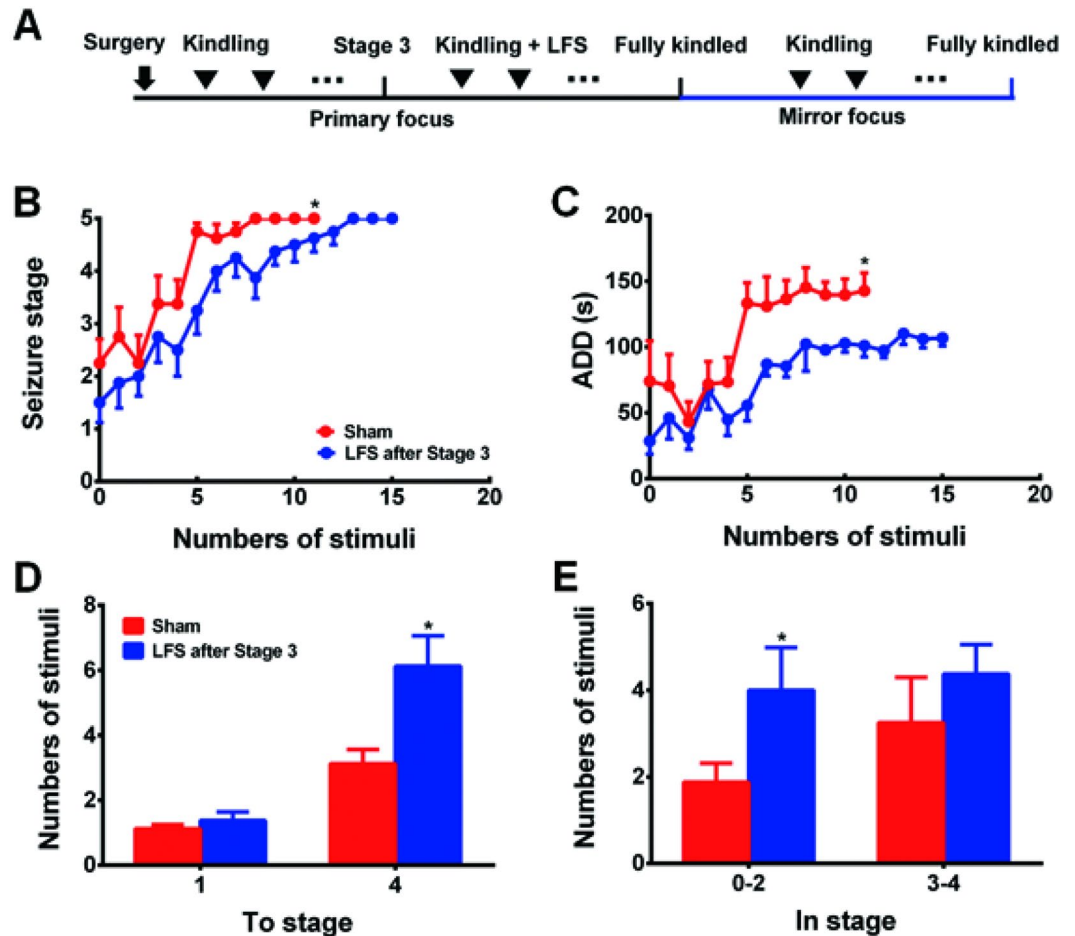 A
Surgery Kindling Stage 3 Kindling + LFS Fully kindled Kindling Fully kindled
Primary focus Mirror focus
B
Seizure stage
5
4
3
2
1
0
* 
Sham
LFS after Stage 3
0 5 10 15 20
Numbers of stimuli
C
ADD (s)
200
150
100
50
0
*
0 5 10 15 20
Numbers of stimuli
D
Numbers of stimuli
8
6
4
2
0
Sham
LFS after Stage 3
*
1 4
To stage
E
Numbers of stimuli
6
4
2
0
*
0-2 3-4
In stage